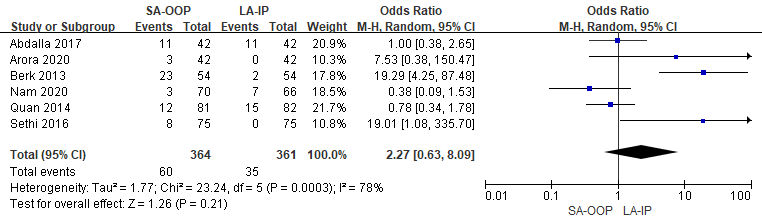 SA-OOP LA-IP Odds Ratio Odds Ratio
Study or Subgroup Events Total Events Total Weight M-H, Random, 95% CI M-H, Random, 95% CI
Abdalla 2017 11 42 11 42 20.9% 1.00 [0.38, 2.65]
Arora 2020 3 42 0 42 10.3% 7.53 [0.38, 150.47]
Berk 2013 23 54 2 54 17.8% 19.29 [4.25, 87.48]
Nam 2020 3 70 7 66 18.5% 0.38 [0.09, 1.53]
Quan 2014 12 81 15 82 21.6% 0.78 [0.34, 1.78]
Sethi 2016 8 75 0 75 10.8% 19.01 [1.08, 335.70]
Total (95% CI) 364 361 100.0% 2.27 [0.63, 8.09]
Total events 60 35
Heterogeneity: Tau² = 1.77; Chi² = 23.24, df = 5 (P = 0.0003); I² = 78%
Test for overall effect: Z = 1.26 (P = 0.21)
0.01 0.1 1 10 100
SA-OOP LA-IP